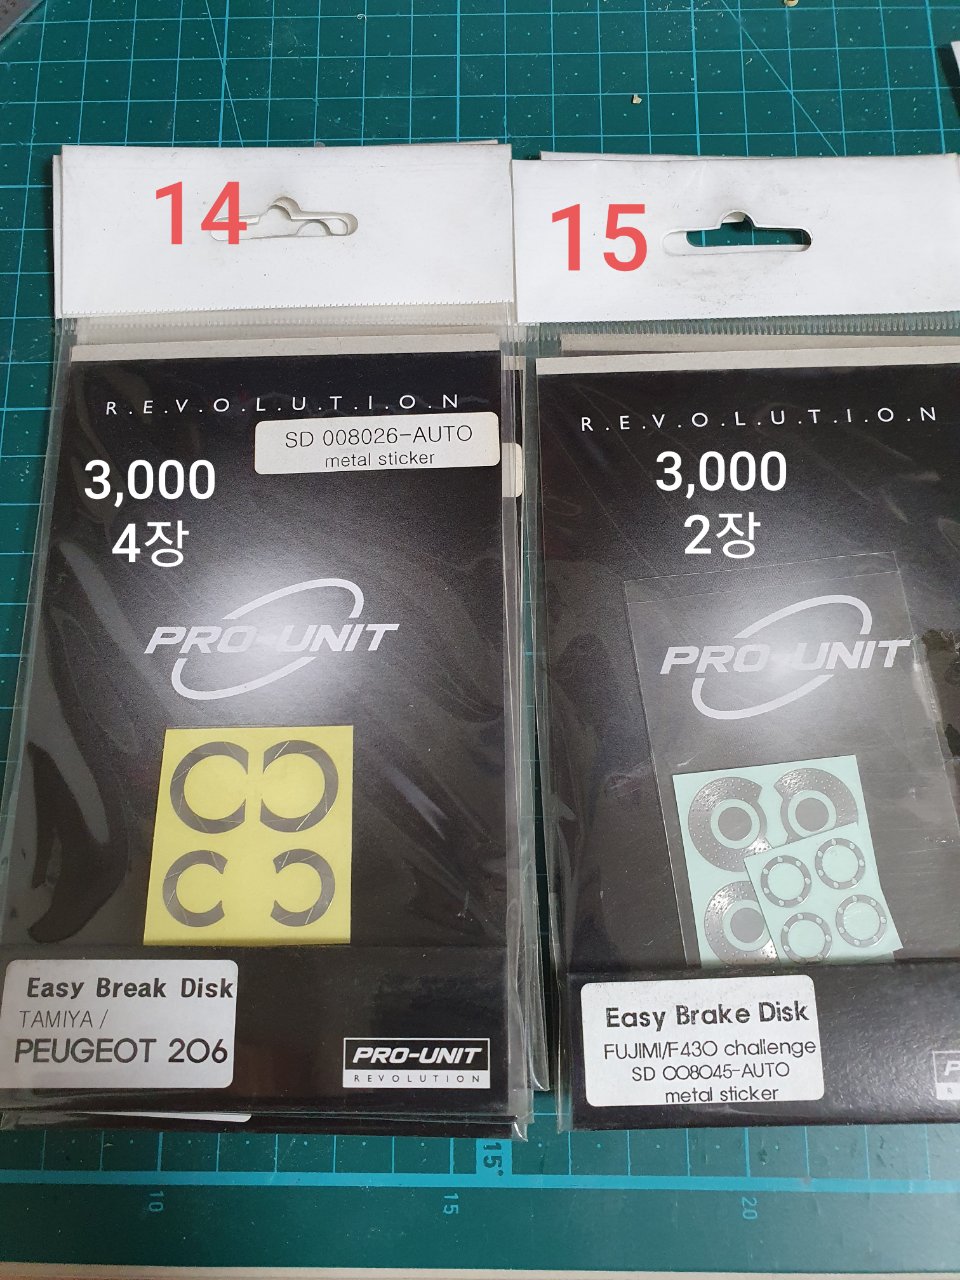 14
R.E.V.O.L.U.T.I.O.N
SD 008026-AUTO
metal sticker
3,000
4장
PRO-UNIT
Easy Break Disk
TAMIYA /
PEUGEOT 206
PRO-UNIT
REVOLUTION
15
R.E.V.O.L.U.T.I.O.N
3,000
2장
PRO-UNIT
Easy Brake Disk
FUJIMI/F430 challenge
SD 008045-AUTO
metal sticker
15°
10
15
20